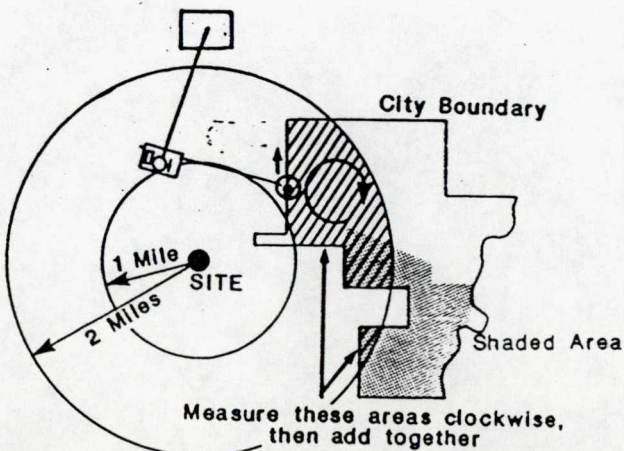 City Boundary
1 Mile
SITE
2 Miles
Shaded Area
Measure these areas clockwise,
then add together